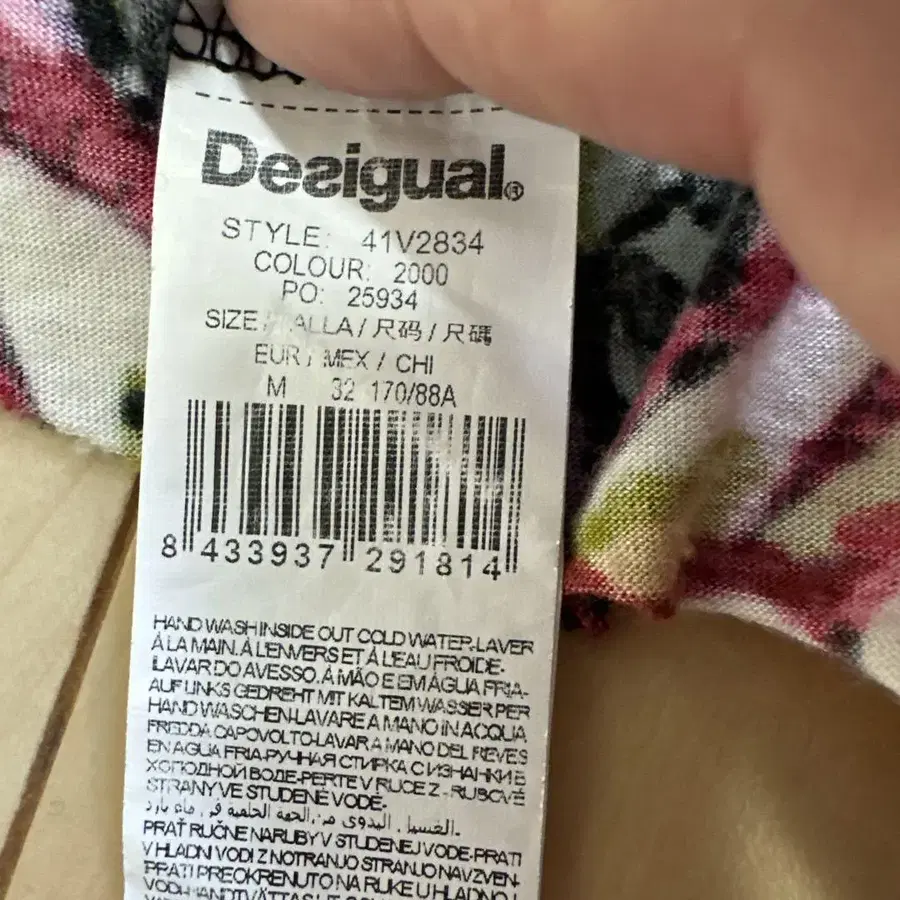 Desigual®
STYLE: 41V2834
COLOUR: 2000
PO: 25934
SIZE / TALLA / 尺码 / 尺碼
EUR / MEX / CHI
M 32 170/88A
8 433937 291814
HAND WASH INSIDE OUT COLD WATER-LAVER
À LA MAIN. À L'ENVERS ET À L'EAU FROIDE-
LAVAR DO AVESSO. À MÃO E EM ÁGUA FRIA-
AUF LINKS GEDREHT MIT KALTEM WASSER PER
HAND WASCHEN-LAVARE A MANO IN ACQUA
FREDDA CAPOVOLTO-LAVAR A MANO DEL REVES
EN AGUA FRIA-РУЧНАЯ СТИРКА С ИЗНАНКИ В
ХОЛОДНОЙ ВОДЕ-PERTE V RUCE Z - RUBOVÉ
STRANY VE STUDENÉ VODĚ-
PRAŤ RUČNE NARUBY V STUDENEJ VODE-PRATI
V HLADNI VODI Z NOTRANJO STRANJO NAVZVEN-
PRATI PREOKRENUTO NA RUKE U HLADNOJ